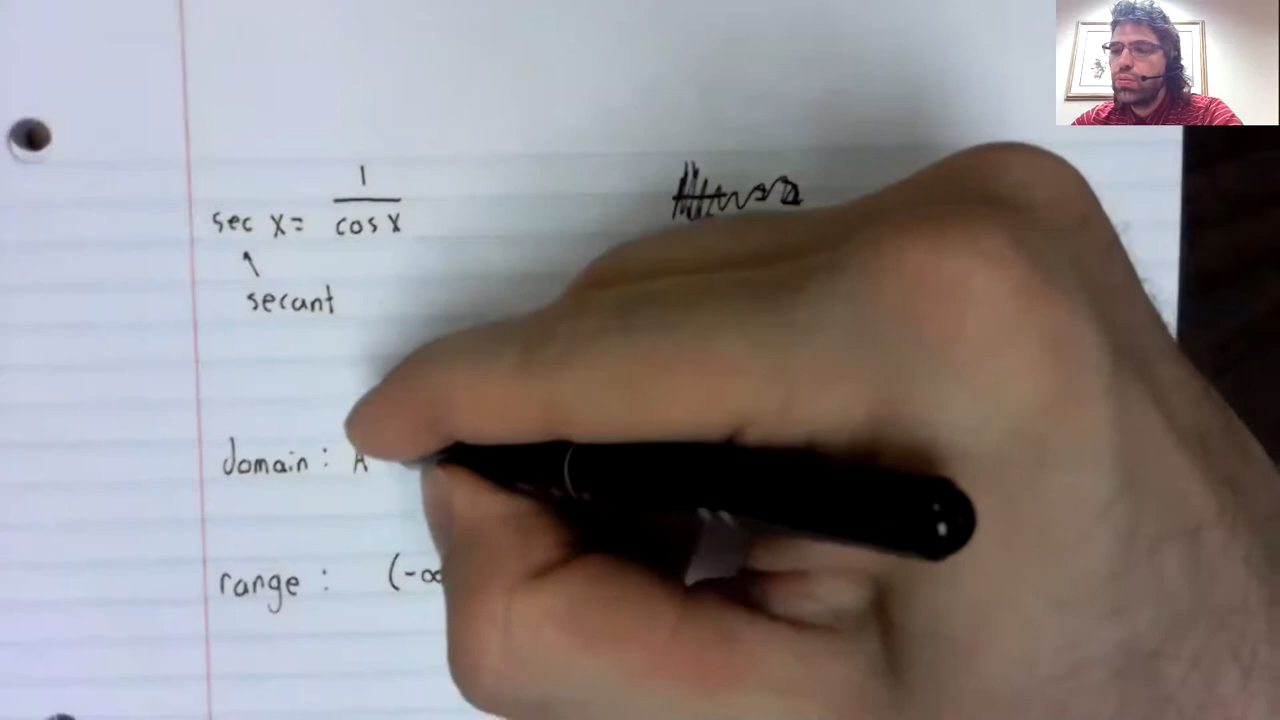 sec x = 1/cos x
secant
domain : A
range : (-∞